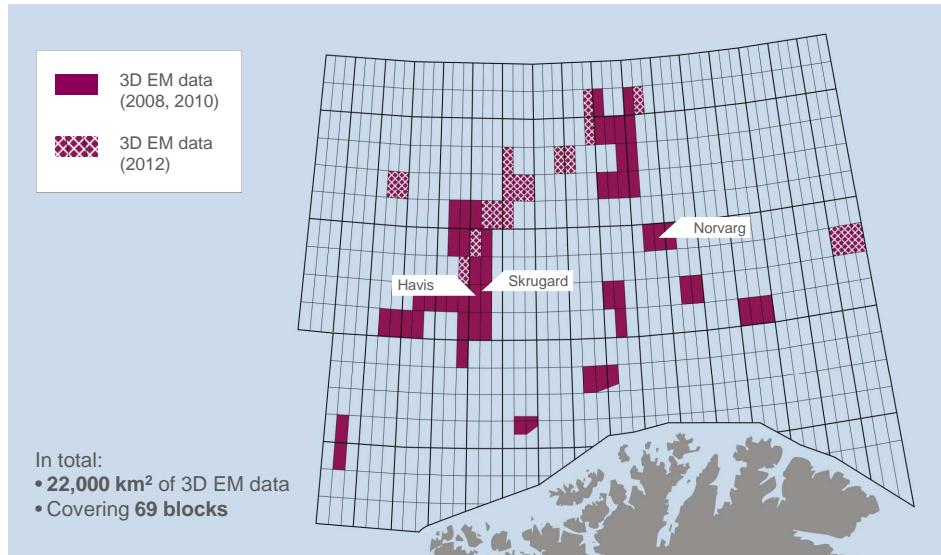 3D EM data
(2008, 2010)
3D EM data
(2012)
Norvarg
Havis
Skrugard
In total:
• 22,000 km² of 3D EM data
• Covering 69 blocks